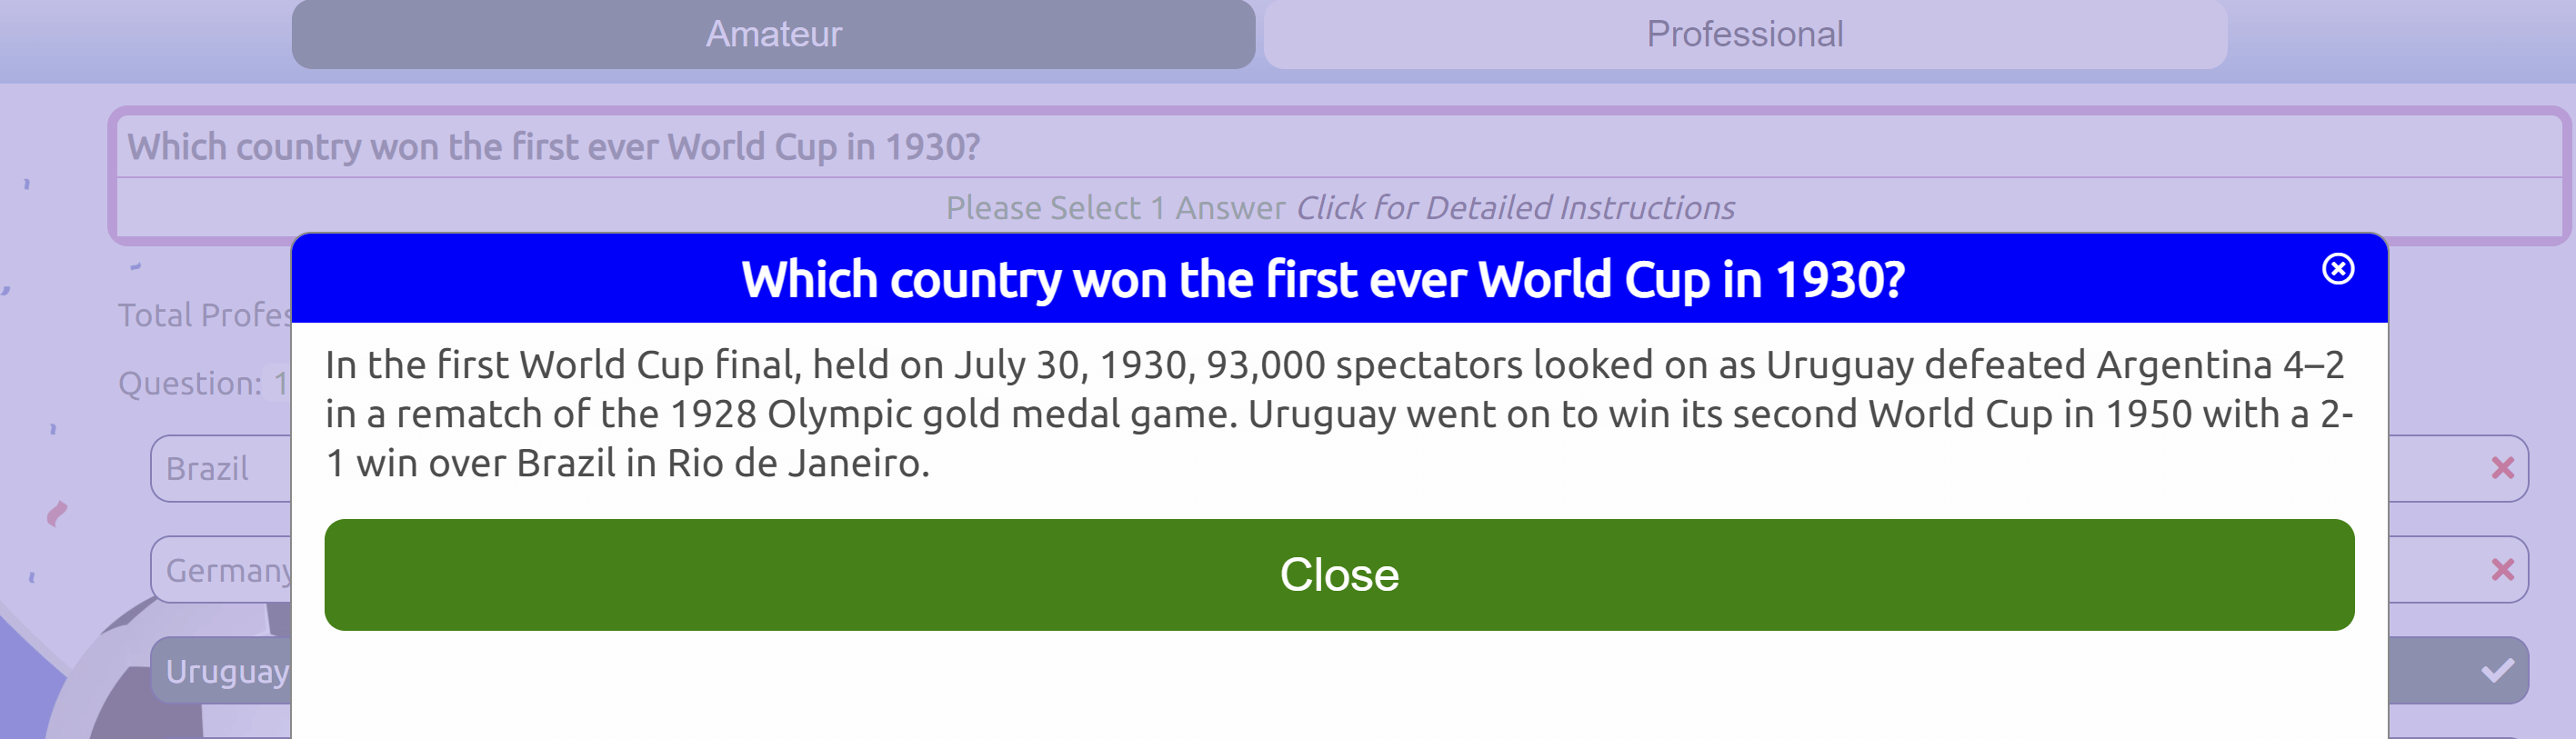 Amateur
Professional
Which country won the first ever World Cup in 1930?
Please Select 1 Answer Click for Detailed Instructions
Which country won the first ever World Cup in 1930?
Total
Question: 1
In the first World Cup final, held on July 30, 1930, 93,000 spectators looked on as Uruguay defeated Argentina 4–2
in a rematch of the 1928 Olympic gold medal game. Uruguay went on to win its second World Cup in 1950 with a 2-
1 win over Brazil in Rio de Janeiro.
Brazil
Germany
Close
Uruguay